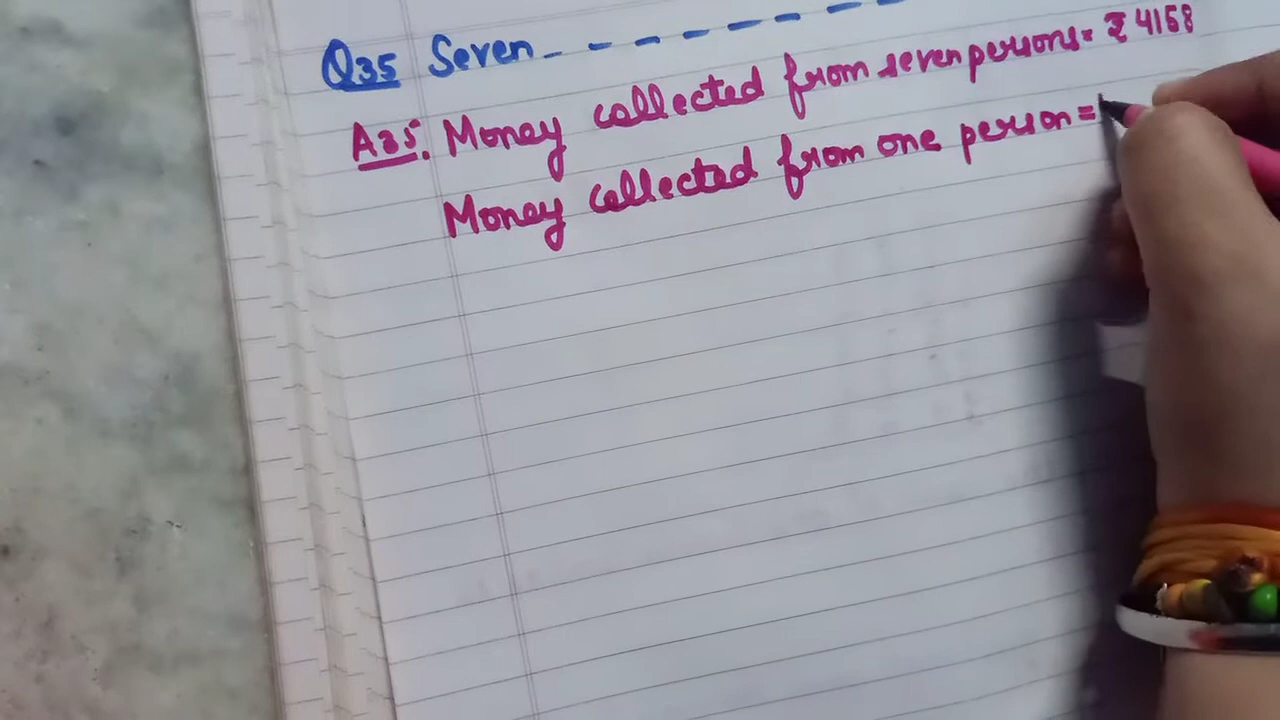 Q35 Seven - - - - - - - -
A35. Money collected from seven persons = ₹ 4158
Money collected from one person =